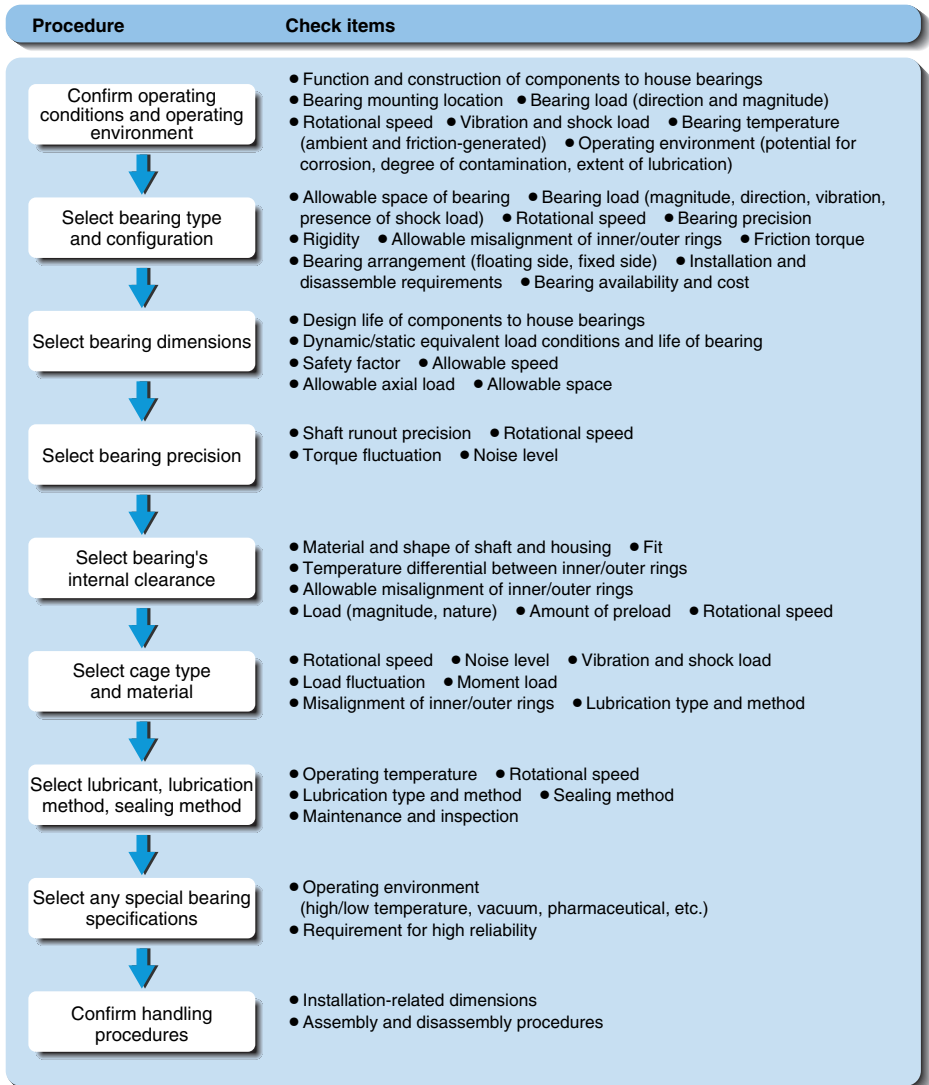 Procedure Check items
Confirm operating
conditions and operating
environment
● Function and construction of components to house bearings
● Bearing mounting location ● Bearing load (direction and magnitude)
● Rotational speed ● Vibration and shock load ● Bearing temperature
(ambient and friction-generated) ● Operating environment (potential for
corrosion, degree of contamination, extent of lubrication)
Select bearing type
and configuration
● Allowable space of bearing ● Bearing load (magnitude, direction, vibration,
presence of shock load) ● Rotational speed ● Bearing precision
● Rigidity ● Allowable misalignment of inner/outer rings ● Friction torque
● Bearing arrangement (floating side, fixed side) ● Installation and
disassemble requirements ● Bearing availability and cost
Select bearing dimensions
● Design life of components to house bearings
● Dynamic/static equivalent load conditions and life of bearing
● Safety factor ● Allowable speed
● Allowable axial load ● Allowable space
Select bearing precision
● Shaft runout precision ● Rotational speed
● Torque fluctuation ● Noise level
Select bearing's
internal clearance
● Material and shape of shaft and housing ● Fit
● Temperature differential between inner/outer rings
● Allowable misalignment of inner/outer rings
● Load (magnitude, nature) ● Amount of preload ● Rotational speed
Select cage type
and material
● Rotational speed ● Noise level ● Vibration and shock load
● Load fluctuation ● Moment load
● Misalignment of inner/outer rings ● Lubrication type and method
Select lubricant, lubrication
method, sealing method
● Operating temperature ● Rotational speed
● Lubrication type and method ● Sealing method
● Maintenance and inspection
Select any special bearing
specifications
● Operating environment
(high/low temperature, vacuum, pharmaceutical, etc.)
● Requirement for high reliability
Confirm handling
procedures
● Installation-related dimensions
● Assembly and disassembly procedures